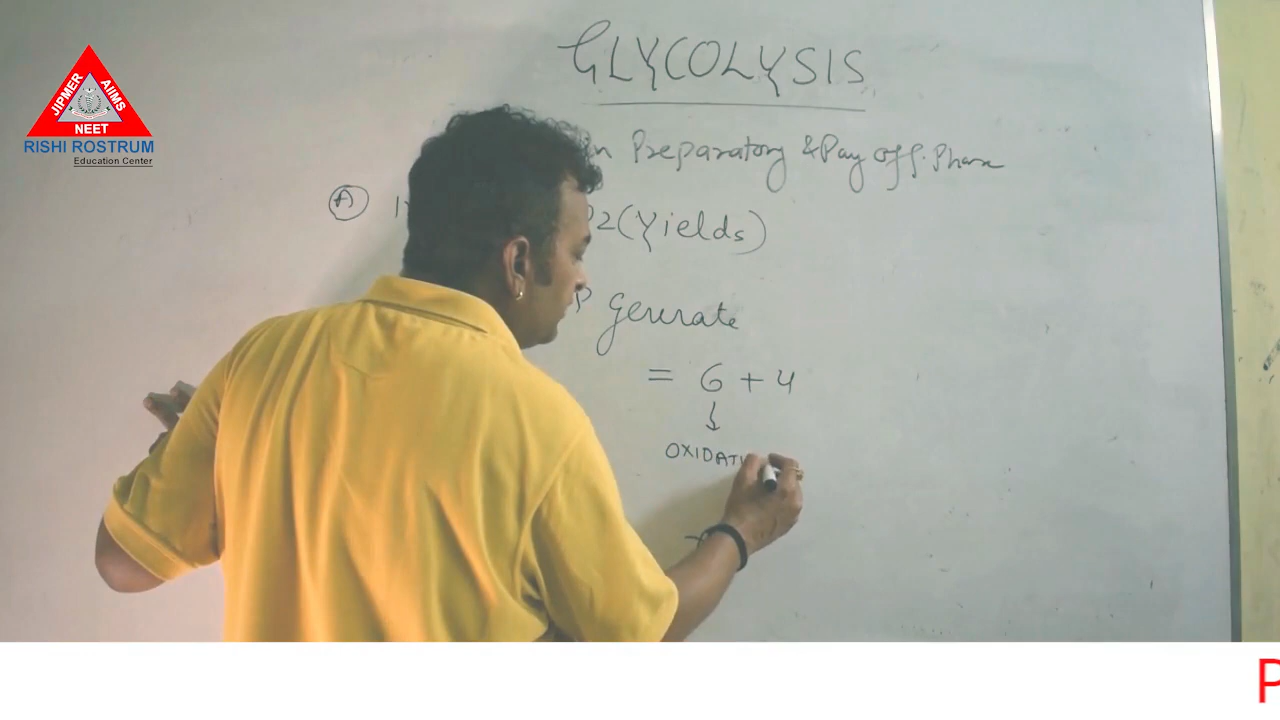 GLYCOLYSIS
JIPMER AIIMS
NEET
RISHI ROSTRUM
Education Center
Preparatory & Pay off. Phase
A 2(Yields)
P Generate
= 6 + 4
OXIDATI
P